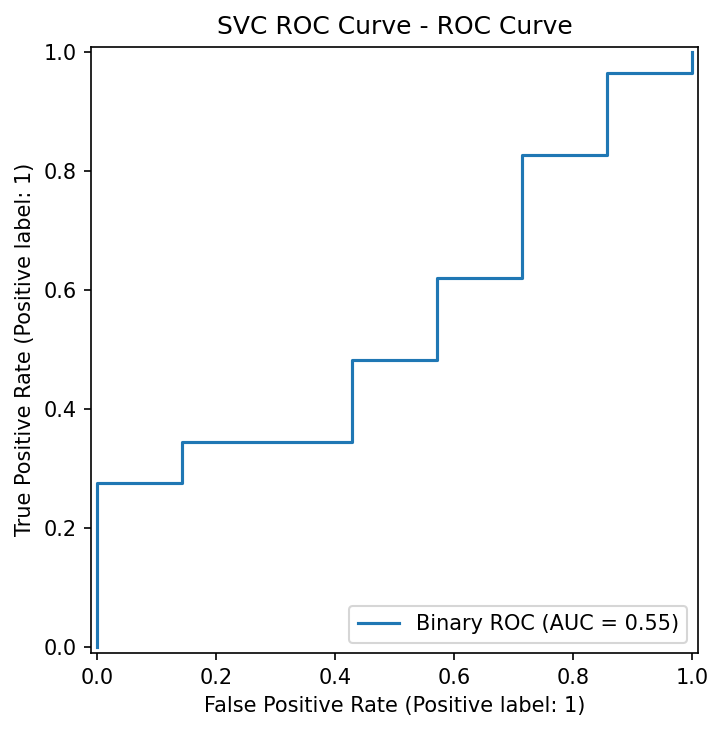 SVC ROC Curve - ROC Curve
1.0
0.8
0.6
0.4
0.2
0.0
True Positive Rate (Positive label: 1)
Binary ROC (AUC = 0.55)
0.0 0.2 0.4 0.6 0.8 1.0
False Positive Rate (Positive label: 1)